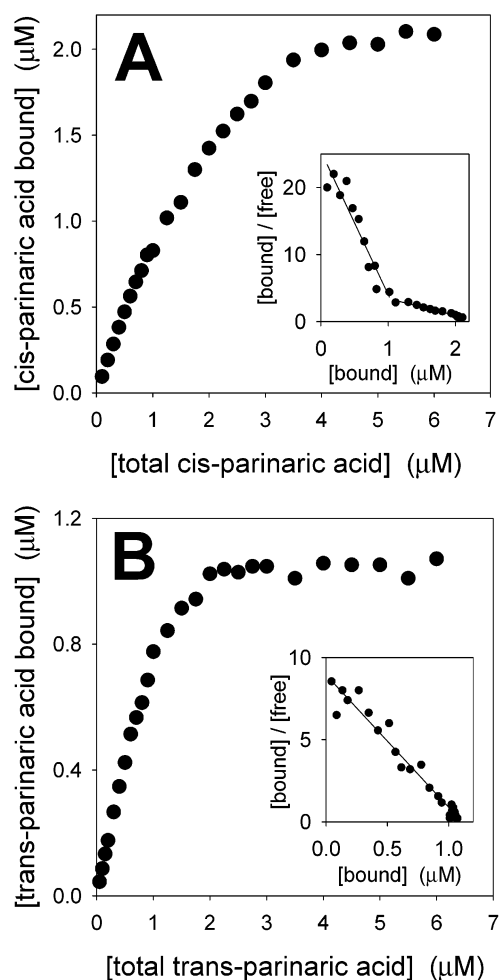 A
[cis-parinaric acid bound] (μM)
2.0
1.5
1.0
0.5
0.0
0 1 2 3 4 5 6 7
[total cis-parinaric acid] (μM)
[bound] / [free]
20
10
0
0 1 2
[bound] (μM)
B
[trans-parinaric acid bound] (μM)
1.2
0.8
0.4
0.0
0 1 2 3 4 5 6 7
[total trans-parinaric acid] (μM)
[bound] / [free]
10
5
0
0.0 0.5 1.0
[bound] (μM)